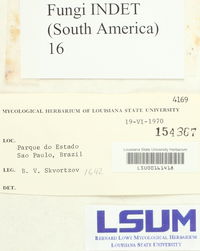 Fungi INDET
(South America)
16
4169
MYCOLOGICAL HERBARIUM OF LOUISIANA STATE UNIVERSITY
19-VI-1970
154307
LOC.
Parque do Estado
Sao Paulo, Brazil
Louisiana State University Herbarium
LSU00161418
LEG. B. V. Skvortzov 1642
DET.
LSUM
BERNARD LOWY MYCOLOGICAL HERBARIUM
LOUISIANA STATE UNIVERSITY